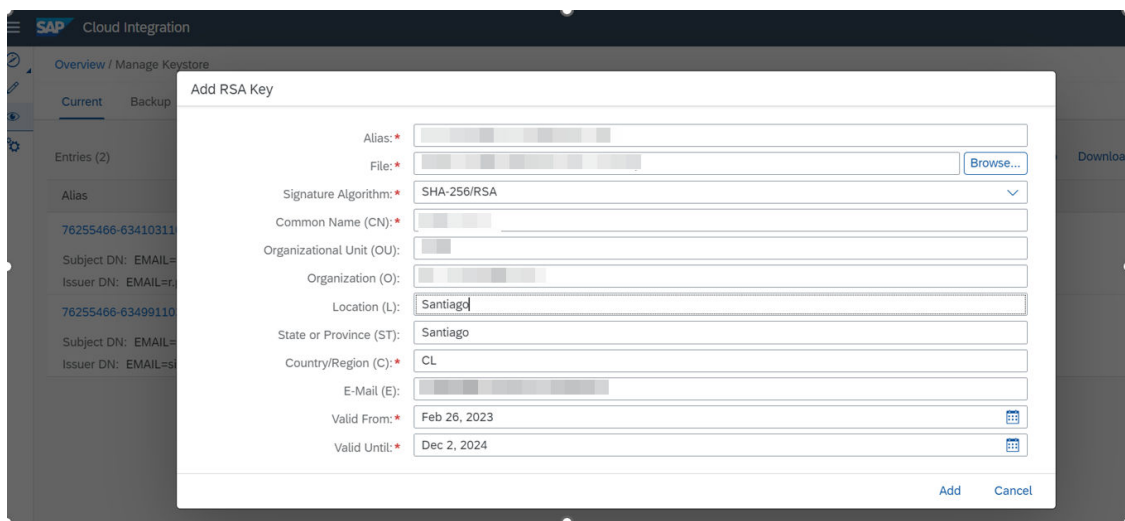 SAP Cloud Integration
Overview / Manage Keystore
Current Backup
Entries (2)
Downloa
Alias
76255466-6341031
Subject DN: EMAIL=
Issuer DN: EMAIL=r.
76255466-63499110
Subject DN: EMAIL=
Issuer DN: EMAIL=si
Add RSA Key
Alias:*
File:* Browse...
Signature Algorithm:* SHA-256/RSA
Common Name (CN):*
Organizational Unit (OU):
Organization (O):
Location (L): Santiago
State or Province (ST): Santiago
Country/Region (C):* CL
E-Mail (E):
Valid From:* Feb 26, 2023
Valid Until:* Dec 2, 2024
Add Cancel